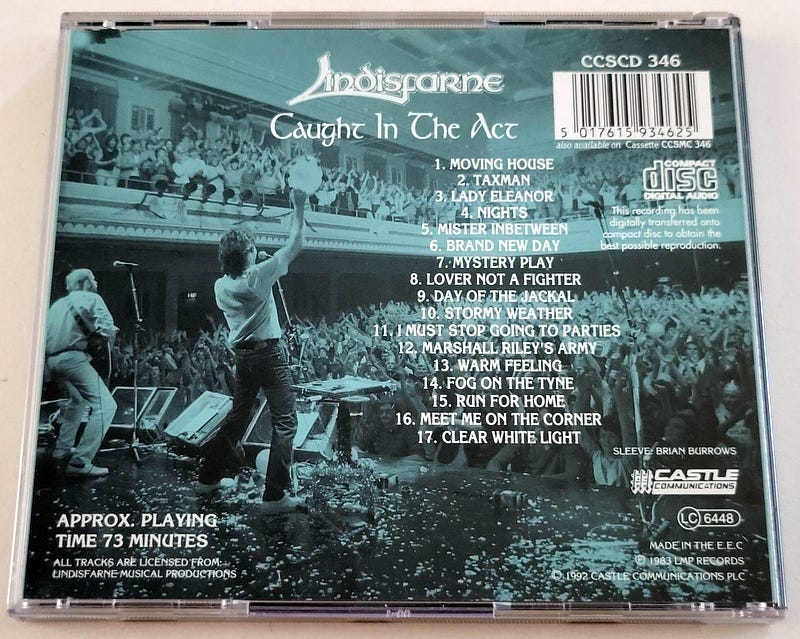 Lindisfarne
Caught In The Act
CCSCD 346
5 017615 934625
also available on Cassette CCSMC 346
COMPACT
disc
DIGITAL AUDIO
This recording has been
digitally transferred onto
compact disc to obtain the
best possible reproduction.
1. MOVING HOUSE
2. TAXMAN
3. LADY ELEANOR
4. NIGHTS
5. MISTER INBETWEEN
6. BRAND NEW DAY
7. MYSTERY PLAY
8. LOVER NOT A FIGHTER
9. DAY OF THE JACKAL
10. STORMY WEATHER
11. I MUST STOP GOING TO PARTIES
12. MARSHALL RILEY'S ARMY
13. WARM FEELING
14. FOG ON THE TYNE
15. RUN FOR HOME
16. MEET ME ON THE CORNER
17. CLEAR WHITE LIGHT
SLEEVE: BRIAN BURROWS
CASTLE
COMMUNICATIONS
LC 6448
MADE IN THE E.E.C
℗ 1983 LMP RECORDS
© 1992 CASTLE COMMUNICATIONS PLC
APPROX. PLAYING
TIME 73 MINUTES
ALL TRACKS ARE LICENSED FROM:
LINDISFARNE MUSICAL PRODUCTIONS